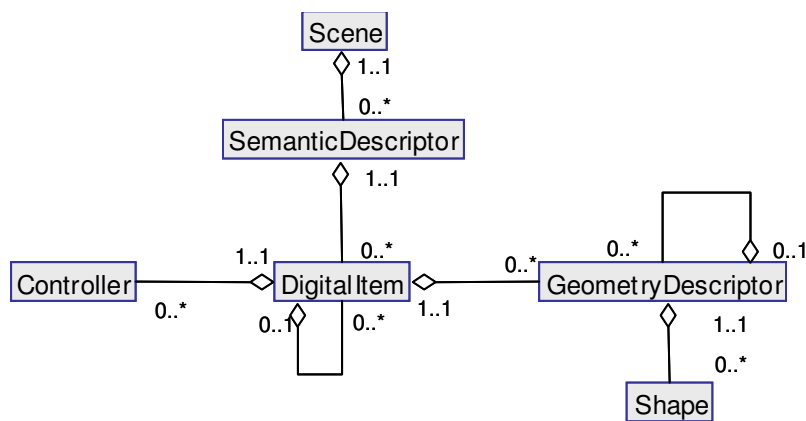 Scene
1..1
0..*
SemanticDescriptor
1..1
0..*
1..1
Controller
0..*
DigitalItem
0..1
0..*
1..1
0..*
0..*
0..1
GeometryDescriptor
1..1
0..*
Shape